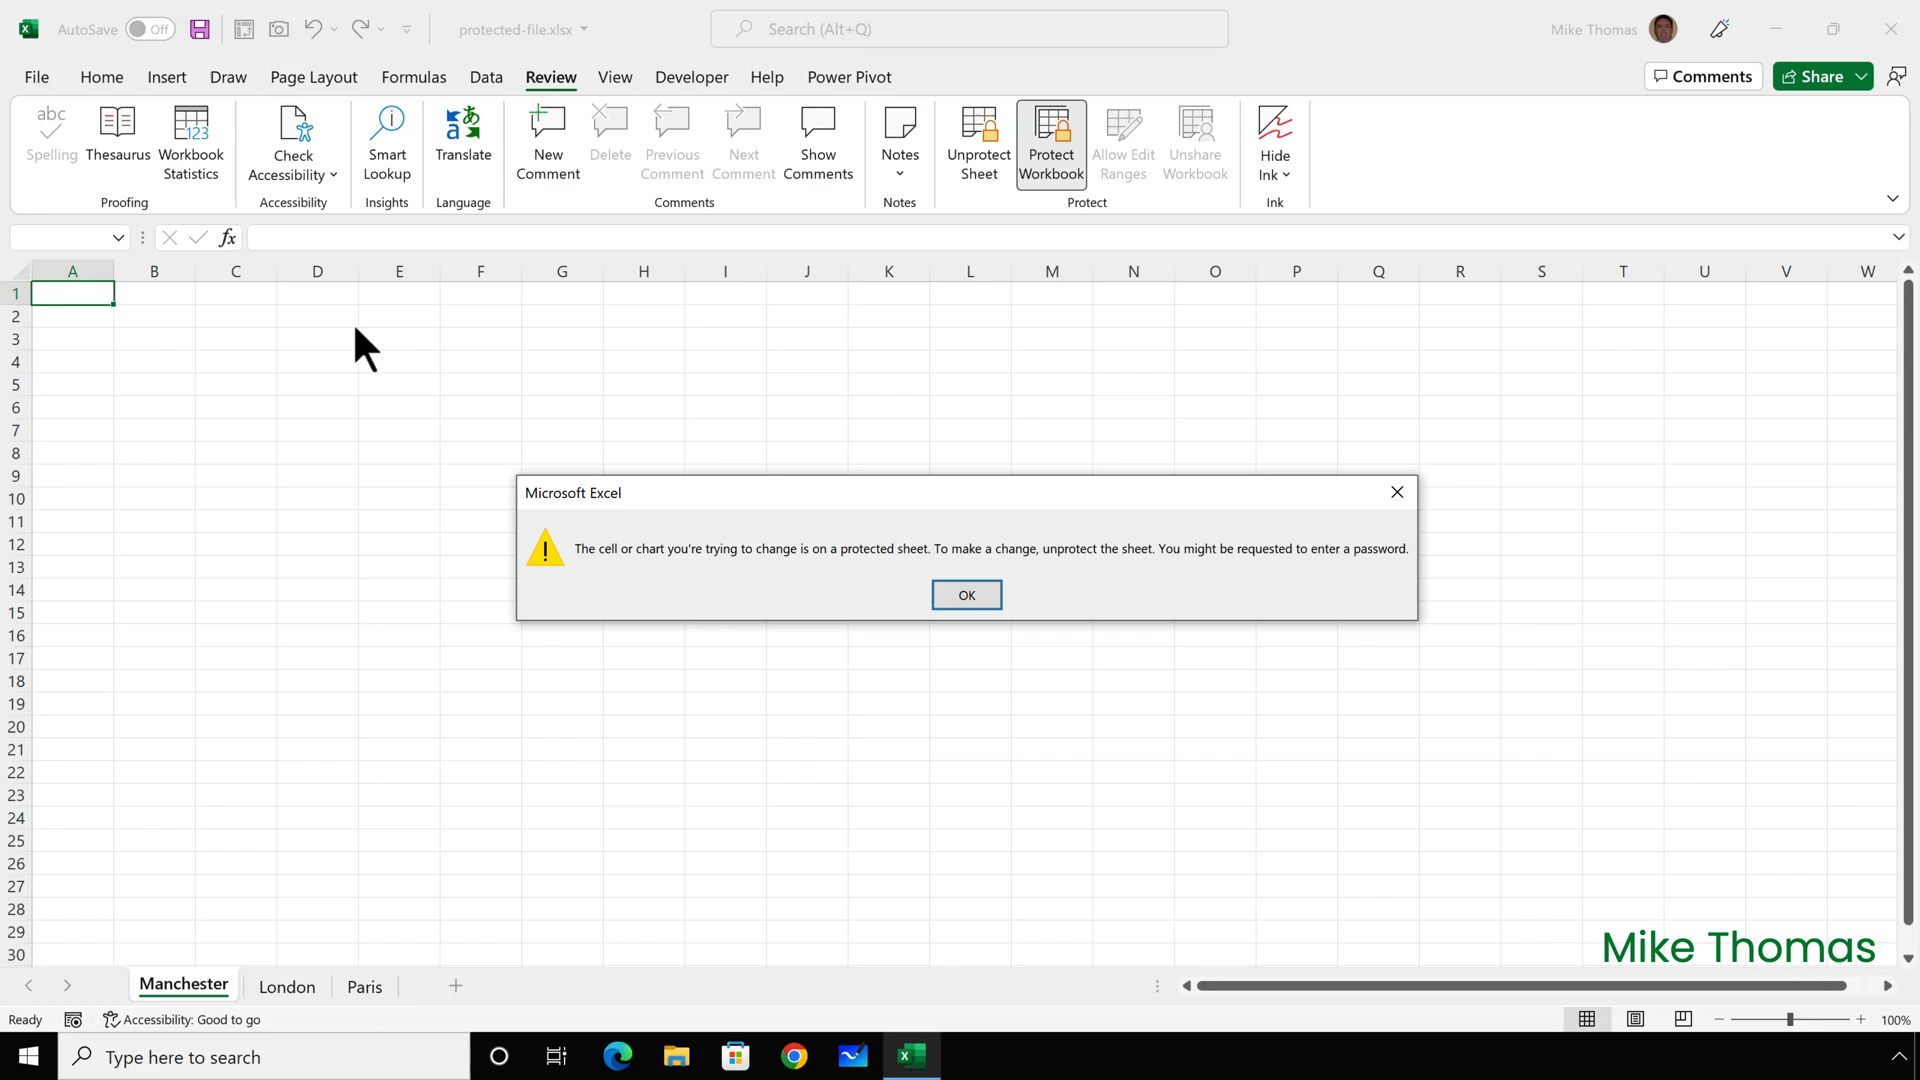 AutoSave Off protected-file.xlsx Search (Alt+Q) Mike Thomas
File Home Insert Draw Page Layout Formulas Data Review View Developer Help Power Pivot Comments Share
abc
Spelling Thesaurus Workbook Statistics Check Accessibility Smart Lookup Translate New Comment Delete Previous Comment Next Comment Show Comments Notes Unprotect Sheet Protect Workbook Allow Edit Ranges Unshare Workbook Hide Ink
Proofing Accessibility Insights Language Comments Notes Protect Ink
fx
A B C D E F G H I J K L M N O P Q R S T U V W
1
2
3
4
5
6
7
8
9
10
11
12
13
14
15
16
17
18
19
20
21
22
23
24
25
26
27
28
29
30
Microsoft Excel
The cell or chart you're trying to change is on a protected sheet. To make a change, unprotect the sheet. You might be requested to enter a password.
OK
Mike Thomas
Manchester London Paris
Ready Accessibility: Good to go 100%
Type here to search